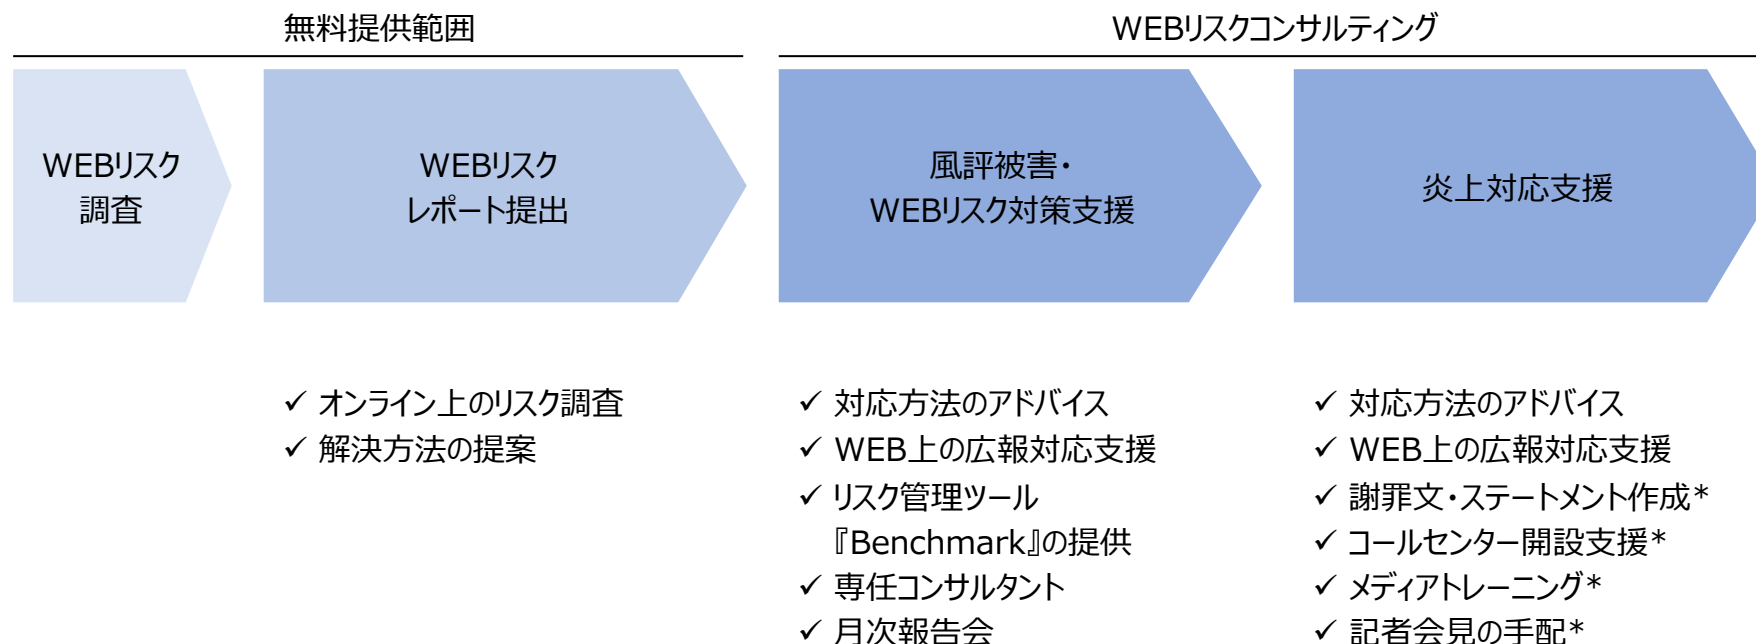 無料提供範囲
WEBリスクコンサルティング
WEBリスク
調査
WEBリスク
レポート提出
風評被害・
WEBリスク対策支援
炎上対応支援
✓ オンライン上のリスク調査
✓ 解決方法の提案
✓ 対応方法のアドバイス
✓ WEB上の広報対応支援
✓ リスク管理ツール
『Benchmark』の提供
✓ 専任コンサルタント
✓ 月次報告会
✓ 対応方法のアドバイス
✓ WEB上の広報対応支援
✓ 謝罪文・ステートメント作成*
✓ コールセンター開設支援*
✓ メディアトレーニング*
✓ 記者会見の手配*